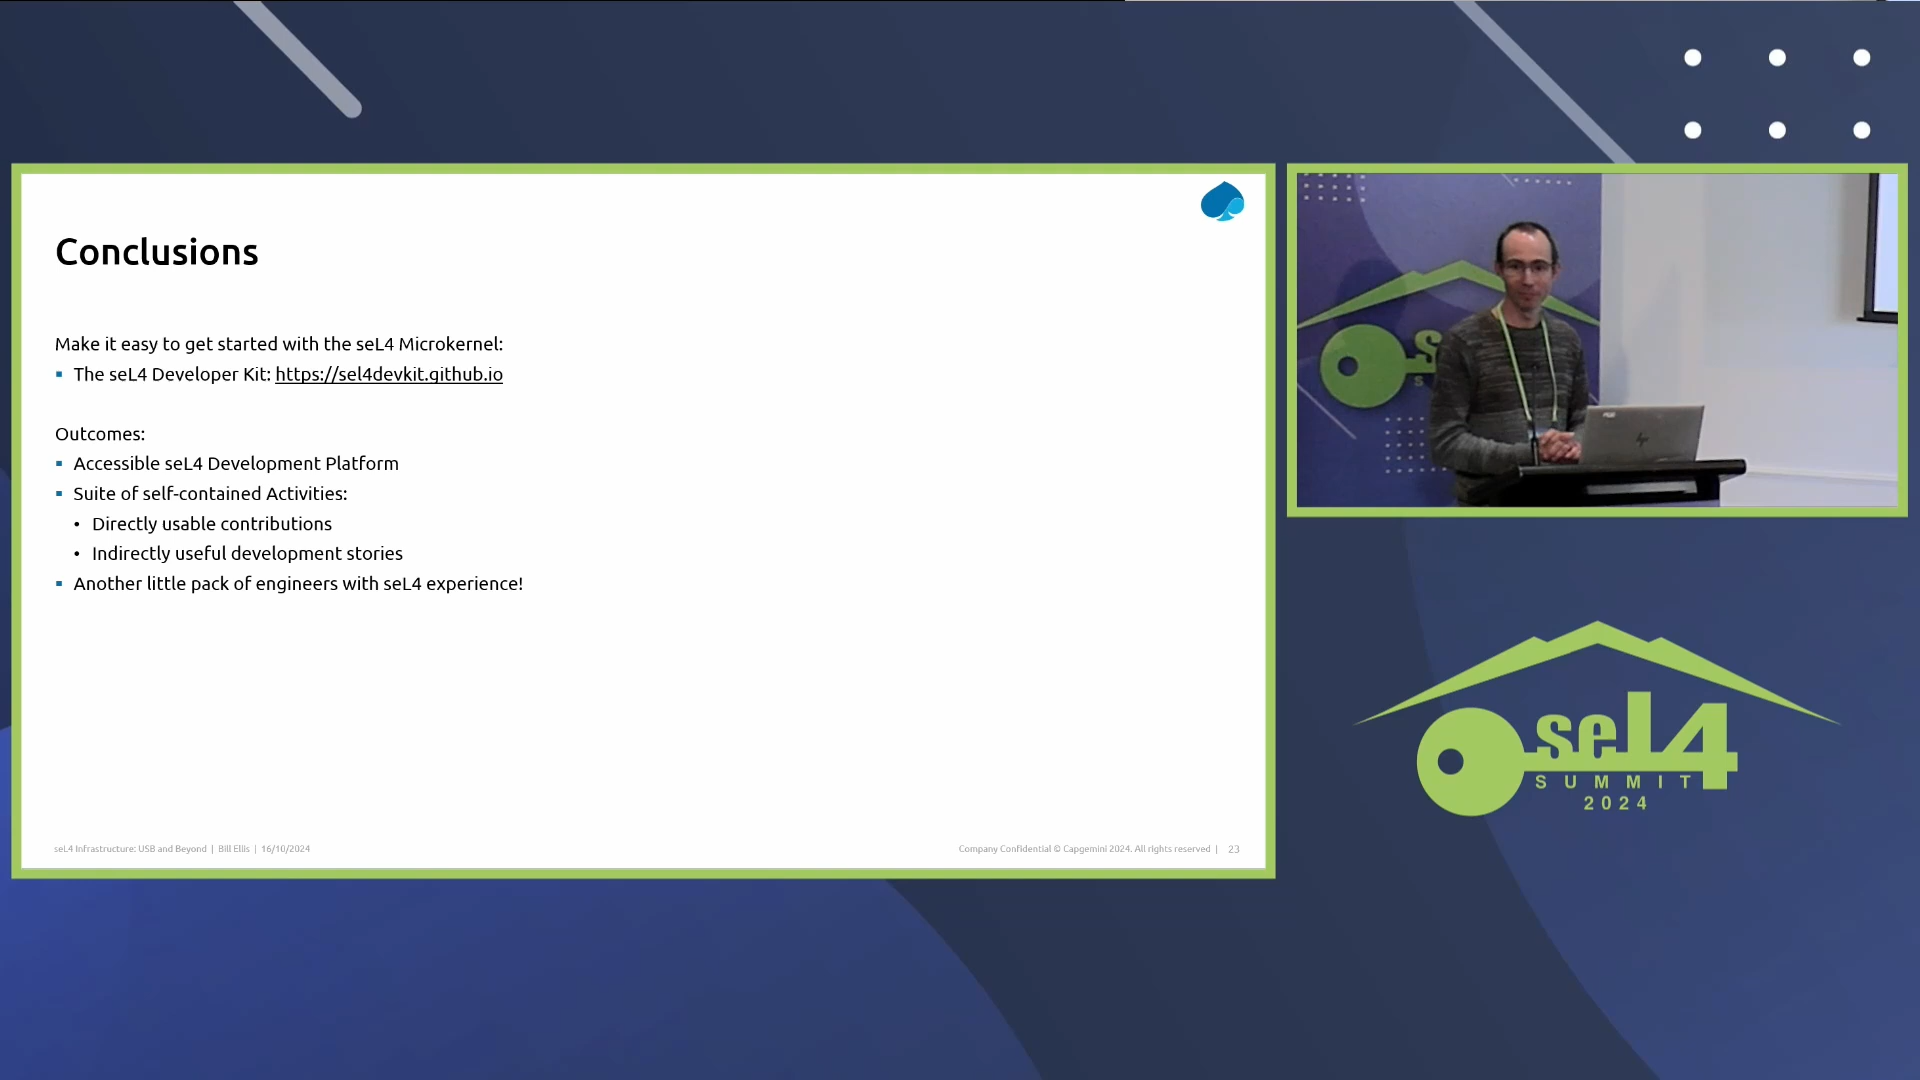 Conclusions
Make it easy to get started with the seL4 Microkernel:
▪ The seL4 Developer Kit: https://sel4devkit.github.io
Outcomes:
▪ Accessible seL4 Development Platform
▪ Suite of self-contained Activities:
• Directly usable contributions
• Indirectly useful development stories
▪ Another little pack of engineers with seL4 experience!
seL4 Infrastructure: USB and Beyond | Bill Ellis | 16/10/2024
Company Confidential © Capgemini 2024. All rights reserved | 23
seL4
SUMMIT
2024